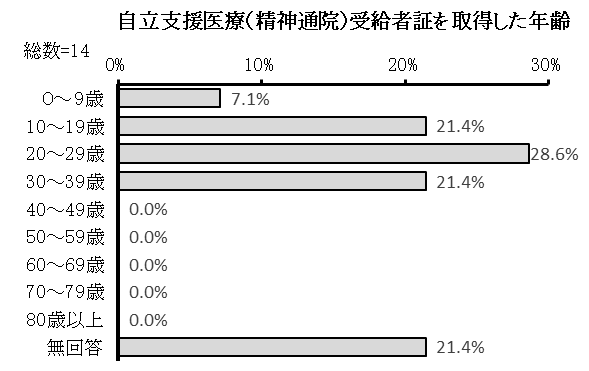 自立支援医療(精神通院)受給者証を取得した年齢
総数=14
0% 10% 20% 30%
0～9歳 7.1%
10～19歳 21.4%
20～29歳 28.6%
30～39歳 21.4%
40～49歳 0.0%
50～59歳 0.0%
60～69歳 0.0%
70～79歳 0.0%
80歳以上 0.0%
無回答 21.4%